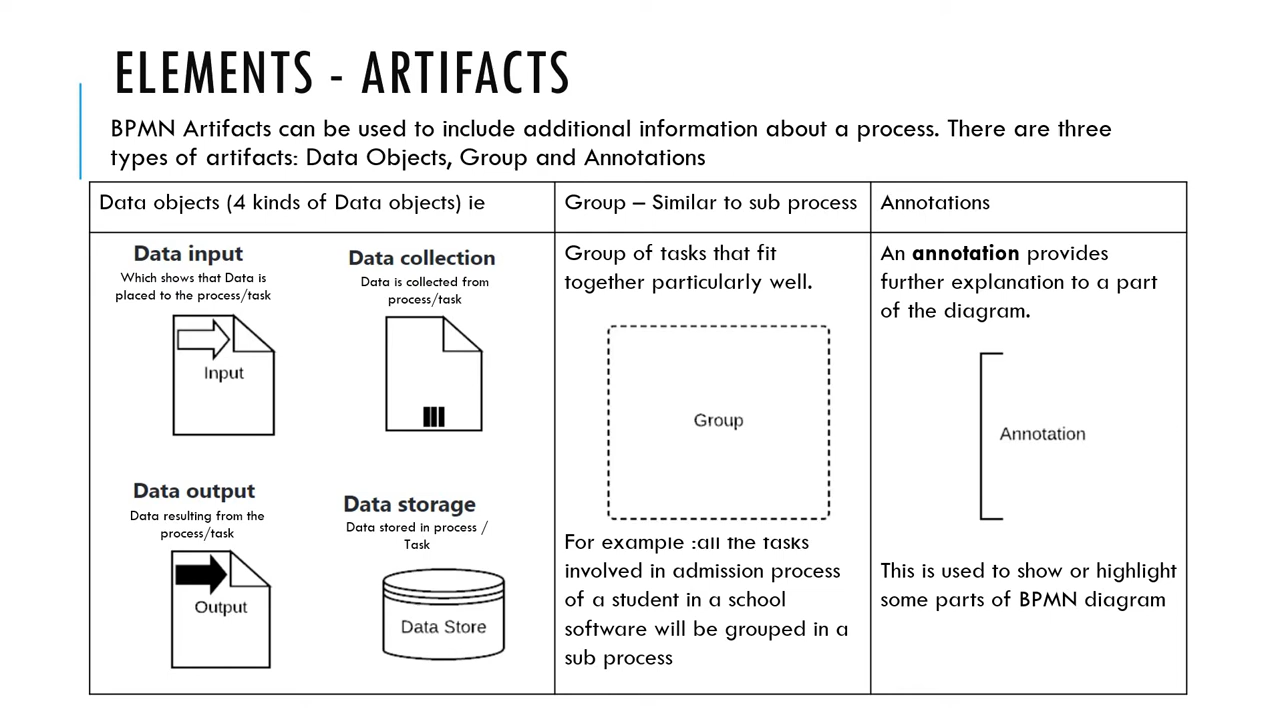 ELEMENTS - ARTIFACTS
BPMN Artifacts can be used to include additional information about a process. There are three
types of artifacts: Data Objects, Group and Annotations
Data objects (4 kinds of Data objects) ie
Group – Similar to sub process
Annotations
Data input
Which shows that Data is
placed to the process/task
Input
Data collection
Data is collected from
process/task
Data output
Data resulting from the
process/task
Output
Data storage
Data stored in process /
Task
Data Store
Group of tasks that fit
together particularly well.
Group
For example :all the tasks
involved in admission process
of a student in a school
software will be grouped in a
sub process
An annotation provides
further explanation to a part
of the diagram.
Annotation
This is used to show or highlight
some parts of BPMN diagram